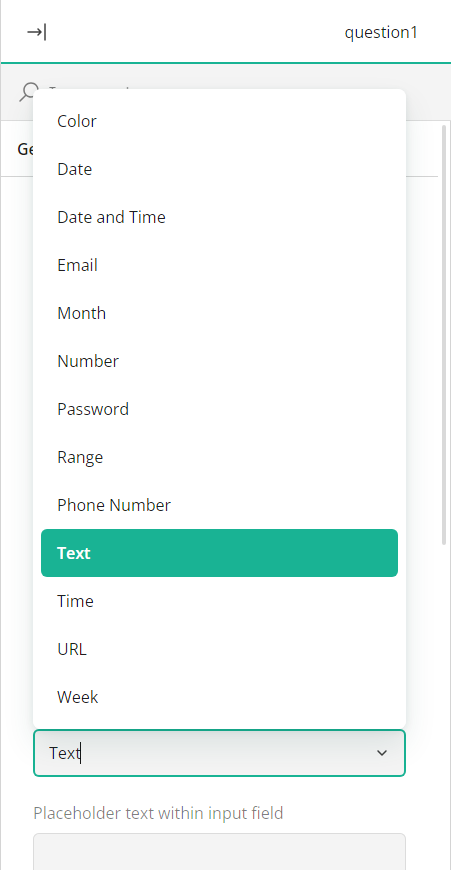 question1
Ge
Color
Date
Date and Time
Email
Month
Number
Password
Range
Phone Number
Text
Time
URL
Week
Text
Placeholder text within input field